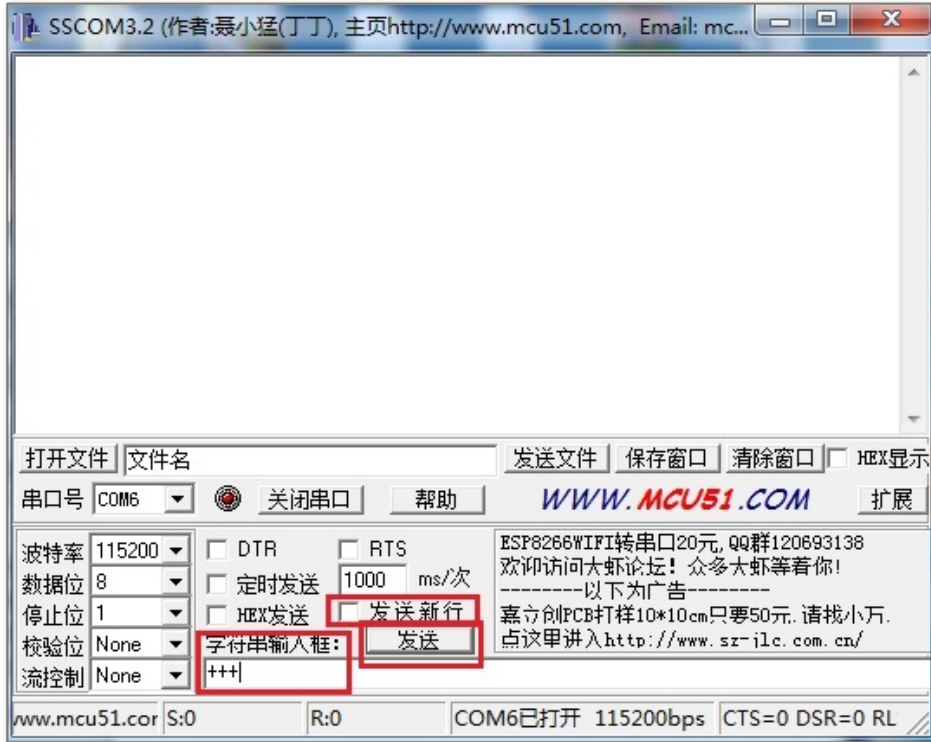 SSCOM3.2 (作者:聂小猛(丁丁), 主页http://www.mcu51.com, Email: mc...
打开文件 文件名 发送文件 保存窗口 清除窗口 HEX显示
串口号 COM6 关闭串口 帮助 WWW.MCU51.COM 扩展
波特率 115200 DTR RTS
数据位 8 定时发送 1000 ms/次
停止位 1 HEX发送 发送新行
校验位 None 字符串输入框: 发送
流控制 None +++
ESP8266WIFI转串口20元,QQ群120693138
欢迎访问大虾论坛! 众多大虾等着你!
--------以下为广告--------
嘉立创PCB打样10*10cm只要50元.请找小万.
点这里进入http://www.sz-jlc.com.cn/
www.mcu51.cor S:0 R:0 COM6已打开 115200bps CTS=0 DSR=0 RL